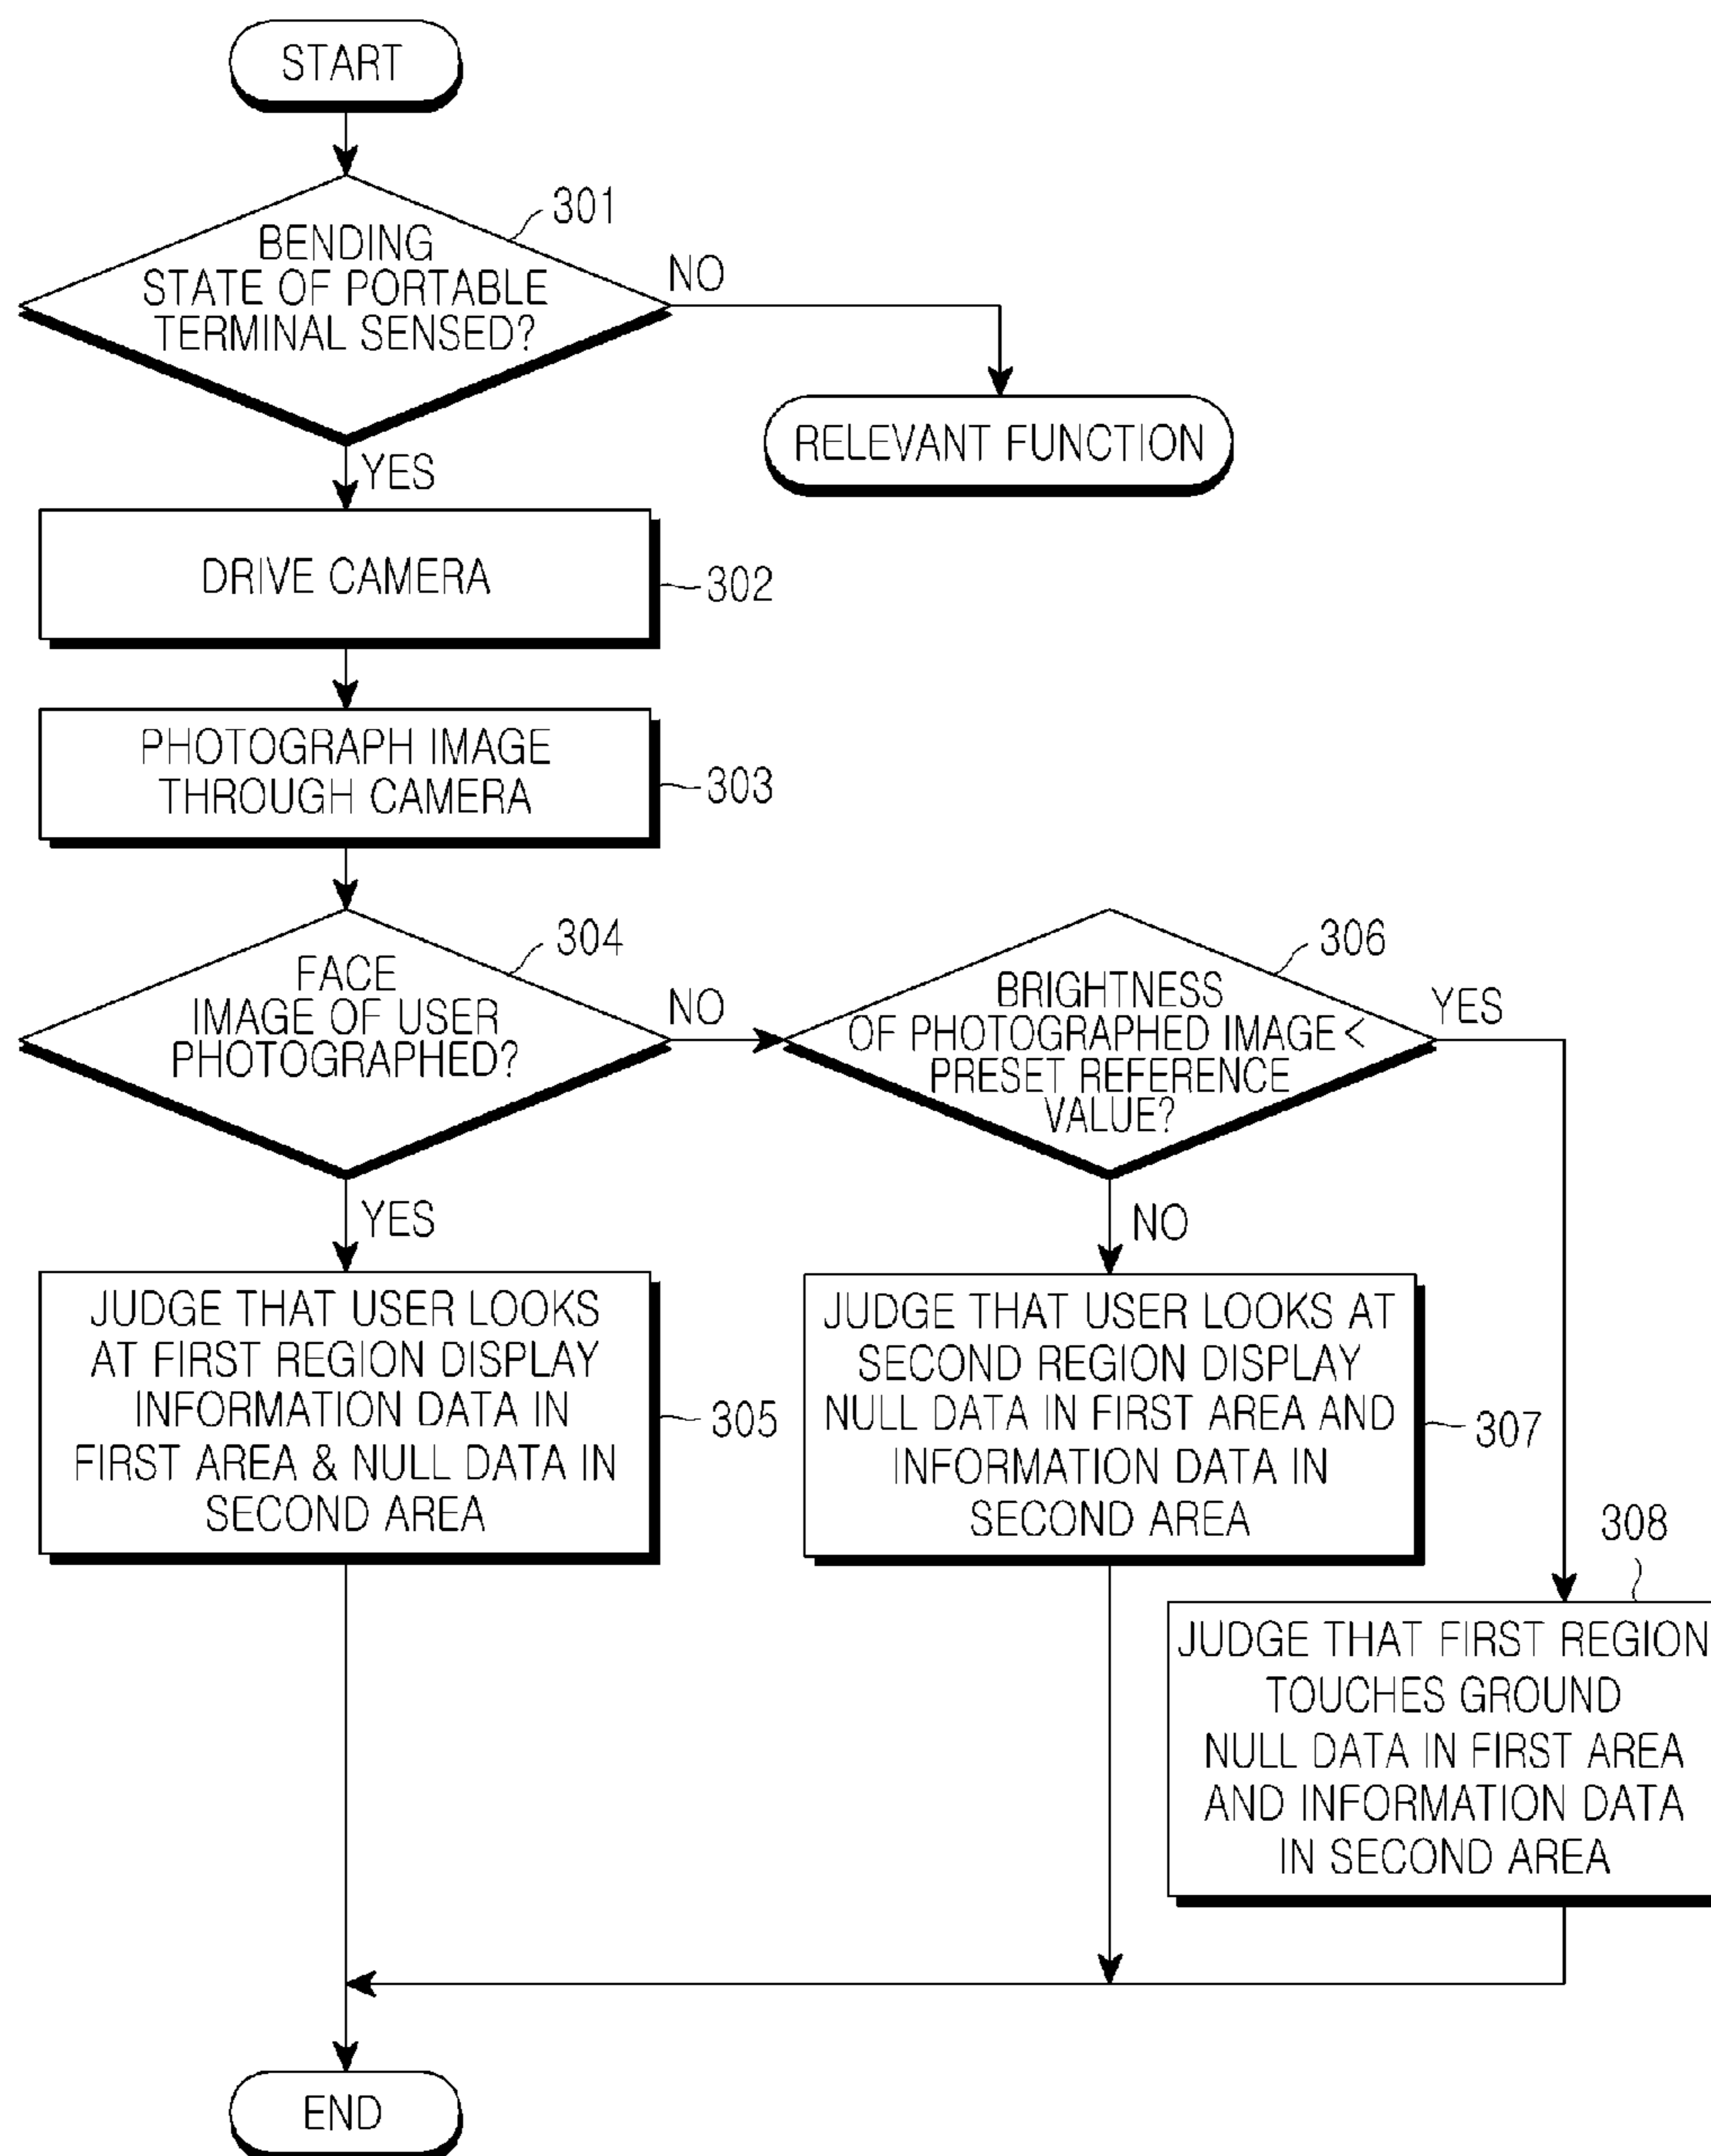 START
301
BENDING
STATE OF PORTABLE
TERMINAL SENSED?
NO
RELEVANT FUNCTION
YES
DRIVE CAMERA
302
PHOTOGRAPH IMAGE
THROUGH CAMERA
303
304
FACE
IMAGE OF USER
PHOTOGRAPHED?
NO
306
BRIGHTNESS
OF PHOTOGRAPHED IMAGE <
PRESET REFERENCE
VALUE?
YES
YES
NO
JUDGE THAT USER LOOKS
AT FIRST REGION DISPLAY
INFORMATION DATA IN
FIRST AREA & NULL DATA IN
SECOND AREA
305
JUDGE THAT USER LOOKS AT
SECOND REGION DISPLAY
NULL DATA IN FIRST AREA AND
INFORMATION DATA IN
SECOND AREA
307
308
JUDGE THAT FIRST REGION
TOUCHES GROUND
NULL DATA IN FIRST AREA
AND INFORMATION DATA
IN SECOND AREA
END